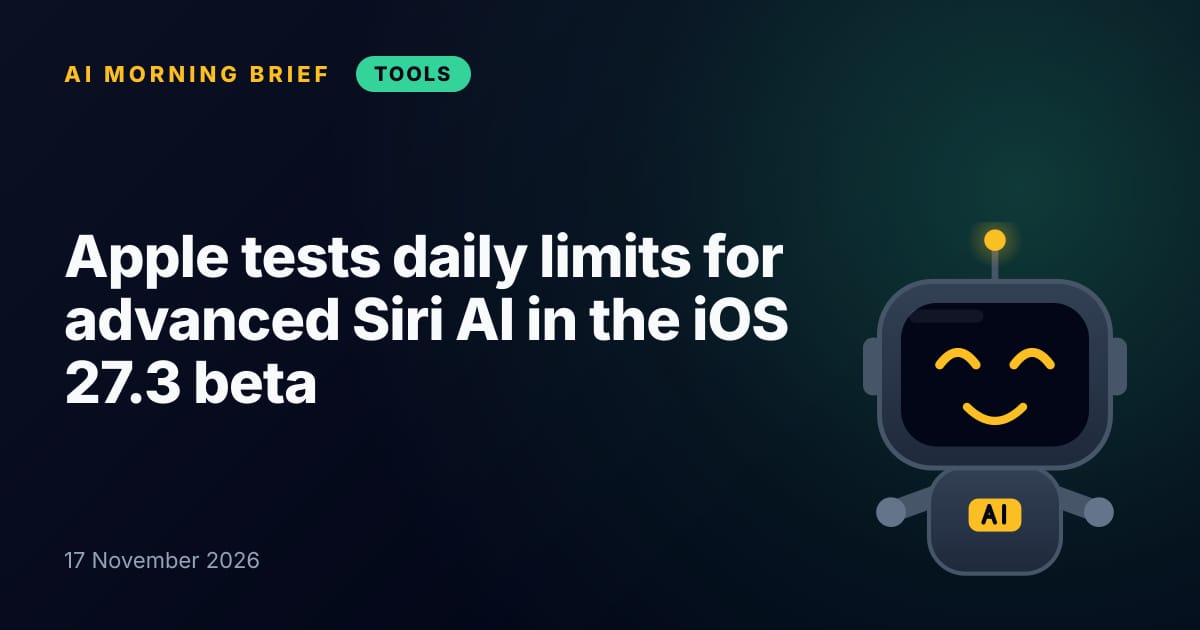 AI MORNING BRIEF TOOLS
Apple tests daily limits for
advanced Siri AI in the iOS
27.3 beta
AI
17 November 2026